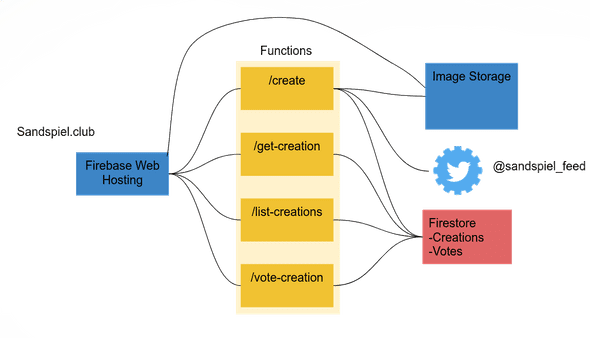 Functions
/create
Image Storage
Sandspiel.club
/get-creation
Firebase Web
Hosting
@sandspiel_feed
/list-creations
Firestore
-Creations
-Votes
/vote-creation